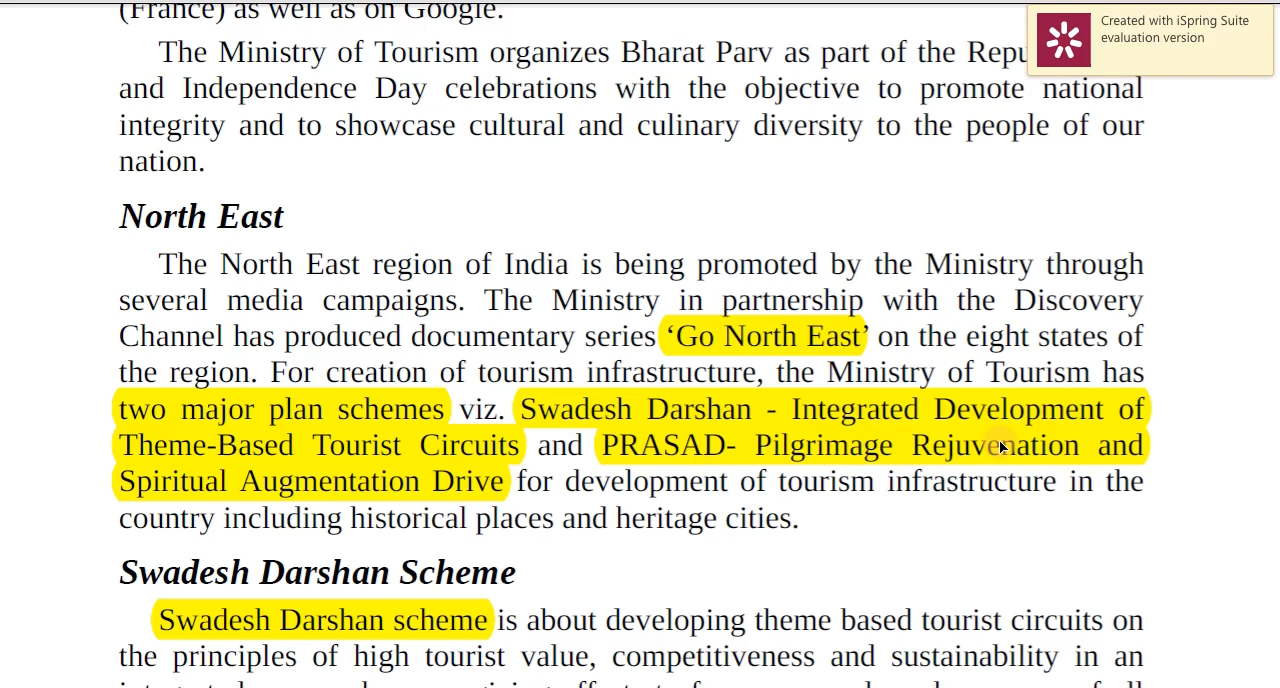 (France) as well as on Google.
Created with iSpring Suite
evaluation version
The Ministry of Tourism organizes Bharat Parv as part of the
and Independence Day celebrations with the objective to promote national
integrity and to showcase cultural and culinary diversity to the people of our
nation.
North East
The North East region of India is being promoted by the Ministry through
several media campaigns. The Ministry in partnership with the Discovery
Channel has produced documentary series ‘Go North East’ on the eight states of
the region. For creation of tourism infrastructure, the Ministry of Tourism has
two major plan schemes viz. Swadesh Darshan - Integrated Development of
Theme-Based Tourist Circuits and PRASAD- Pilgrimage Rejuvenation and
Spiritual Augmentation Drive for development of tourism infrastructure in the
country including historical places and heritage cities.
Swadesh Darshan Scheme
Swadesh Darshan scheme is about developing theme based tourist circuits on
the principles of high tourist value, competitiveness and sustainability in an